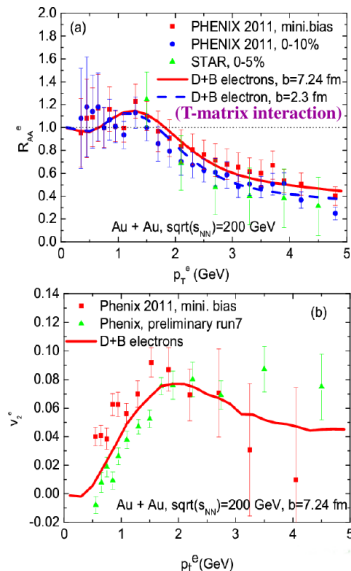 (a)
PHENIX 2011, mini.bias
PHENIX 2011, 0-10%
STAR, 0-5%
D+B electrons, b=7.24 fm
D+B electron, b=2.3 fm
(T-matrix interaction)
Au + Au, sqrt(s_NN)=200 GeV
R_AA^e
1.8
1.6
1.4
1.2
1.0
0.8
0.6
0.4
0.2
0.0
0 1 2 3 4 5
p_T^e (GeV)
(b)
Phenix 2011, mini. bias
Phenix, preliminary run7
D+B electrons
Au + Au, sqrt(s_NN)=200 GeV, b=7.24 fm
v_2^e
0.14
0.12
0.10
0.08
0.06
0.04
0.02
0.00
-0.02
0 1 2 3 4 5
p_t^e(GeV)